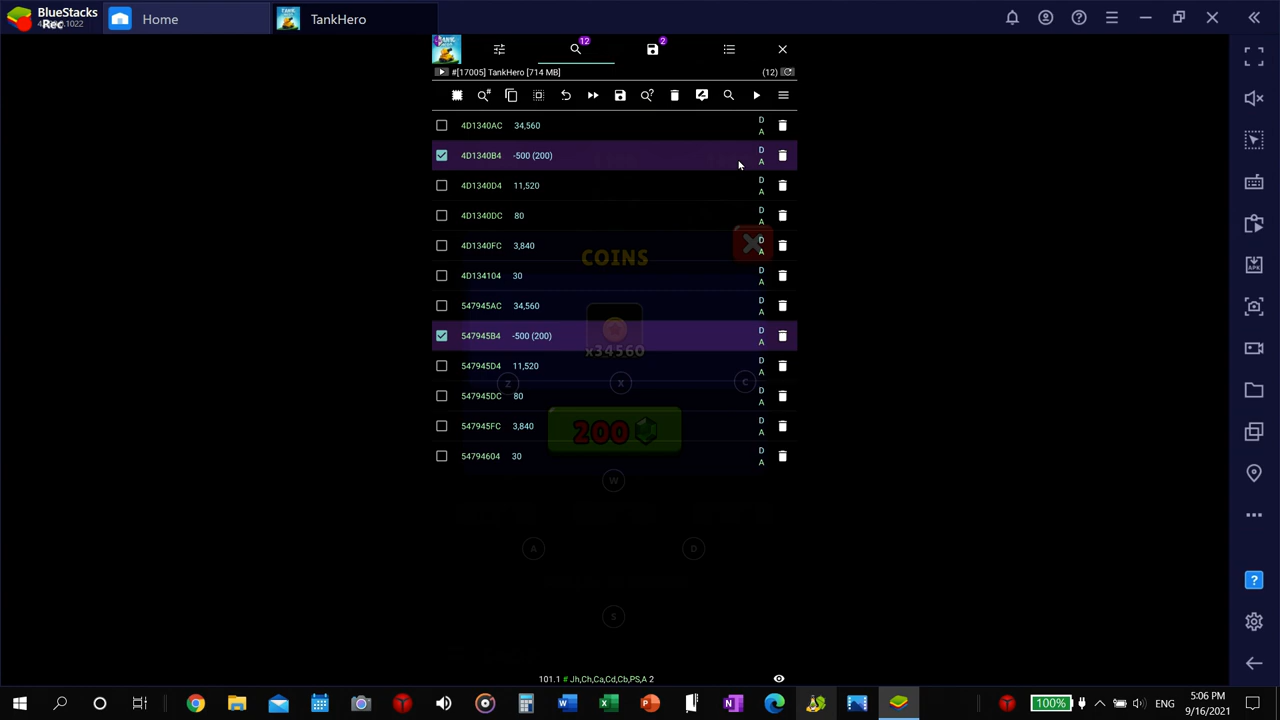 BlueStacks
Rec
Home
TankHero
12
2
#[17005] TankHero [714 MB]
(12)
4D1340AC 34,560 D A
4D1340B4 -500 (200) D A
4D1340D4 11,520 D A
4D1340DC 80 D A
4D1340FC 3,840 D A
4D134104 30 D A
547945AC 34,560 D A
547945B4 -500 (200) D A
547945D4 11,520 D A
547945DC 80 D A
547945FC 3,840 D A
54794604 30 D A
COINS
x34560
Z X C
200
W
A D
S
101.1 # Jh,Ch,Ca,Cd,Cb,PS,A 2
100%
ENG
5:06 PM
9/16/2021